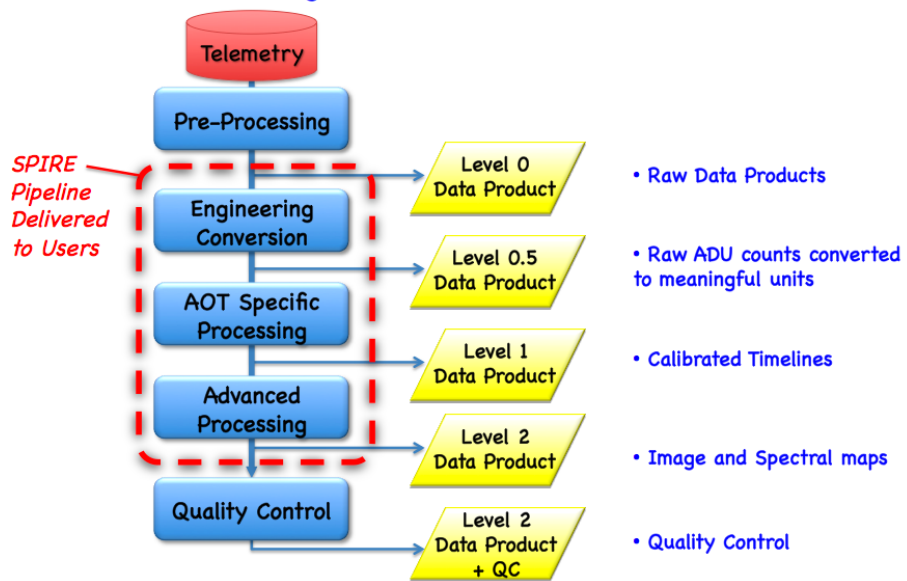 Telemetry
Pre-Processing
SPIRE
Pipeline
Delivered
to Users
Level 0
Data Product
• Raw Data Products
Engineering
Conversion
Level 0.5
Data Product
• Raw ADU counts converted
to meaningful units
AOT Specific
Processing
Level 1
Data Product
• Calibrated Timelines
Advanced
Processing
Level 2
Data Product
• Image and Spectral maps
Quality Control
Level 2
Data Product
+ QC
• Quality Control